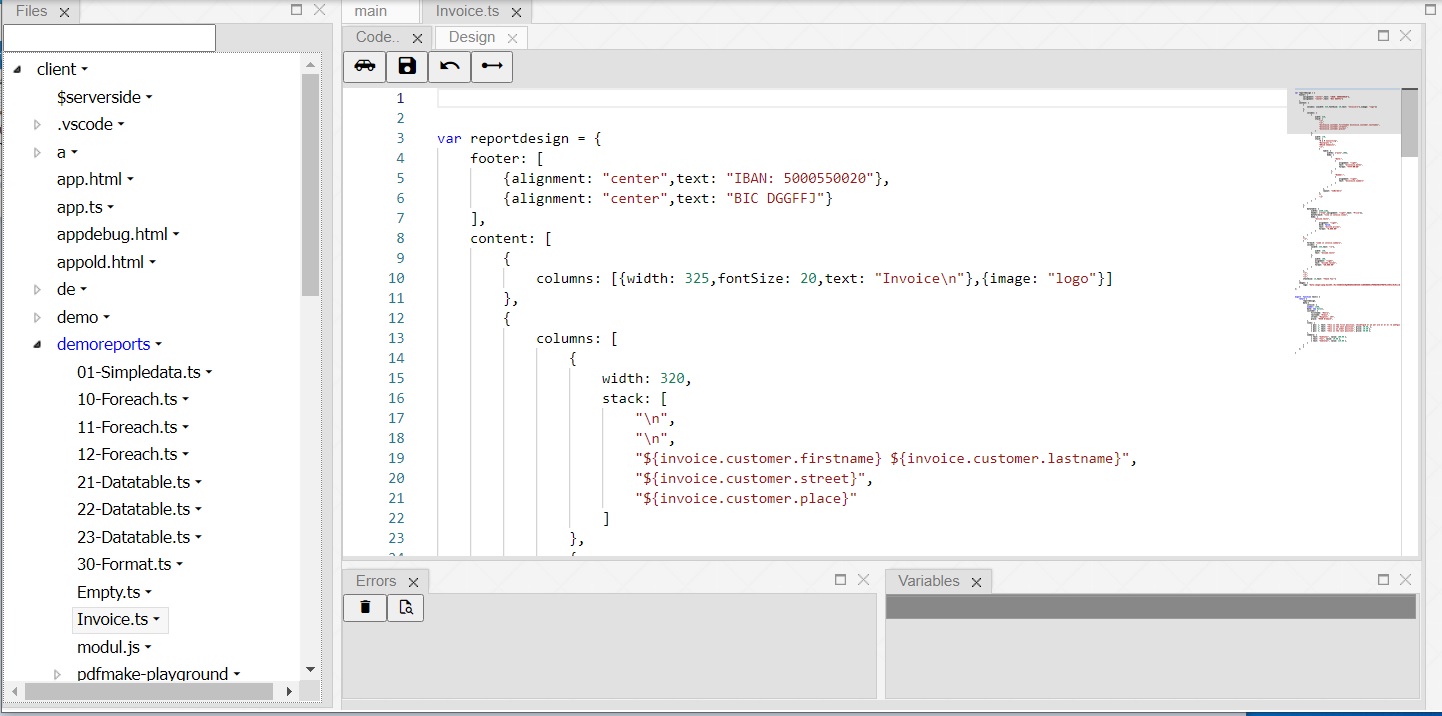 Files
main
Invoice.ts
Code..
Design
client
$serverside
.vscode
a
app.html
app.ts
appdebug.html
appold.html
de
demo
demoreports
01-Simpledata.ts
10-Foreach.ts
11-Foreach.ts
12-Foreach.ts
21-Datatable.ts
22-Datatable.ts
23-Datatable.ts
30-Format.ts
Empty.ts
Invoice.ts
modul.js
pdfmake-playground
1
2
3 var reportdesign = {
4 footer: [
5 {alignment: "center",text: "IBAN: 5000550020"},
6 {alignment: "center",text: "BIC DGGFFJ"}
7 ],
8 content: [
9 {
10 columns: [{width: 325,fontSize: 20,text: "Invoice\n"},{image: "logo"}]
11 },
12 {
13 columns: [
14 {
15 width: 320,
16 stack: [
17 "\n",
18 "\n",
19 "${invoice.customer.firstname} ${invoice.customer.lastname}",
20 "${invoice.customer.street}",
21 "${invoice.customer.place}"
22 ]
23 },
24 {
Errors
Variables